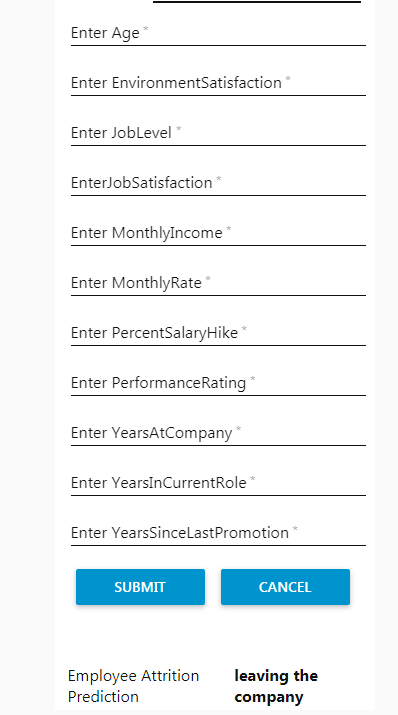 Enter Age *
Enter EnvironmentSatisfaction *
Enter JobLevel *
EnterJobSatisfaction *
Enter MonthlyIncome *
Enter MonthlyRate *
Enter PercentSalaryHike *
Enter PerformanceRating *
Enter YearsAtCompany *
Enter YearsInCurrentRole *
Enter YearsSinceLastPromotion *
SUBMIT CANCEL
Employee Attrition leaving the
Prediction company